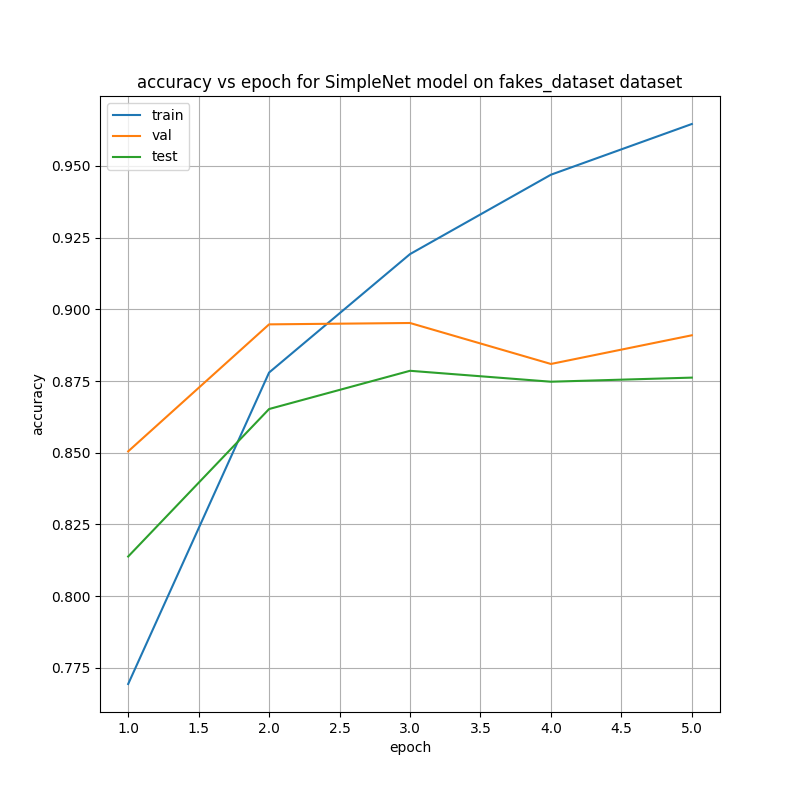 accuracy vs epoch for SimpleNet model on fakes_dataset dataset
train
val
test
0.950
0.925
0.900
0.875
0.850
0.825
0.800
0.775
accuracy
1.0 1.5 2.0 2.5 3.0 3.5 4.0 4.5 5.0
epoch